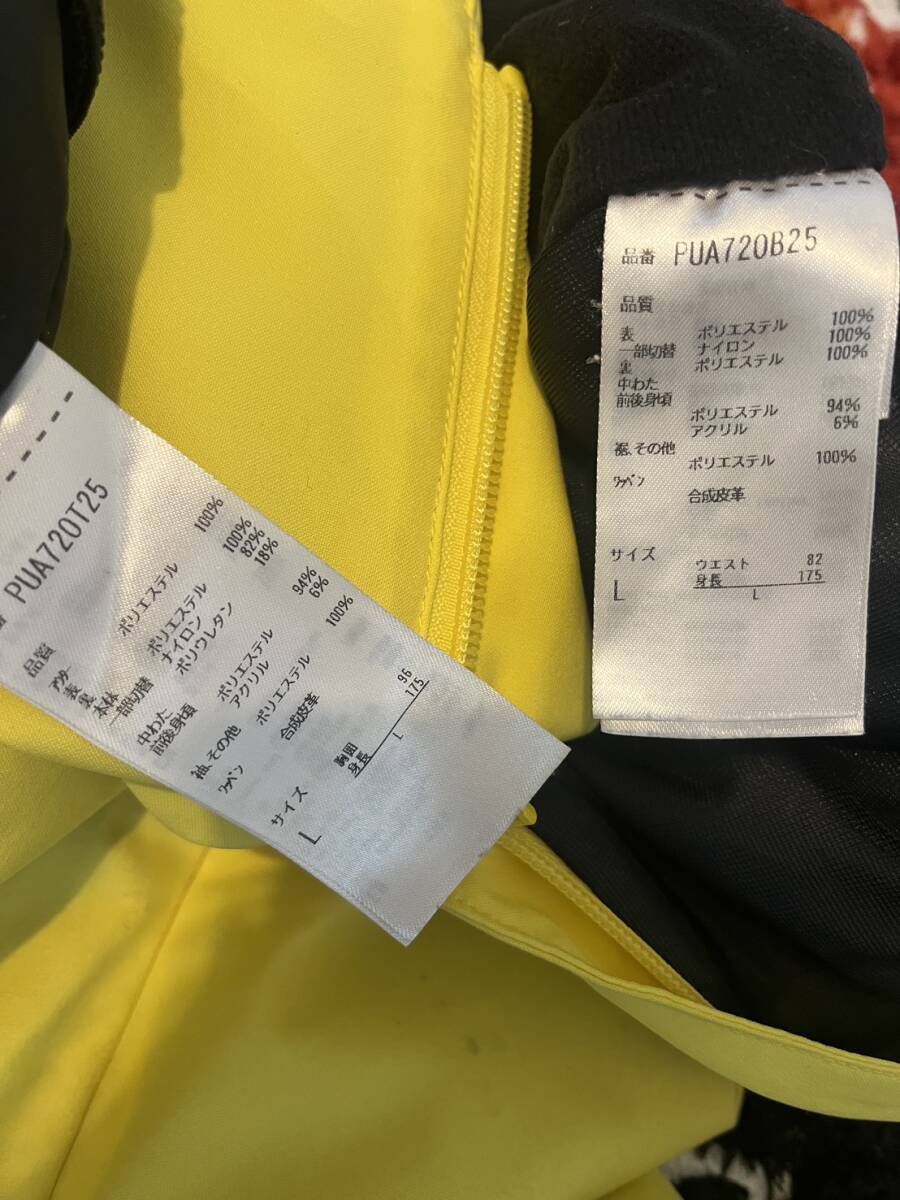 品番 PUA720T25
品質
アウター
表 ポリエステル 100%
裏
本体 ポリエステル 100%
一部切替 ナイロン 82%
ポリウレタン 18%
中わた
前後身頃 ポリエステル 94%
アクリル 6%
袖、その他 ポリエステル 100%
ワッペン 合成皮革
サイズ 胸囲 96
身長 175
L L
品番 PUA720B25
品質
表 ポリエステル 100%
一部切替 ナイロン 100%
裏 ポリエステル 100%
中わた
前後身頃 ポリエステル 94%
アクリル 6%
裾、その他 ポリエステル 100%
ワッペン 合成皮革
サイズ ウエスト 82
身長 175
L L